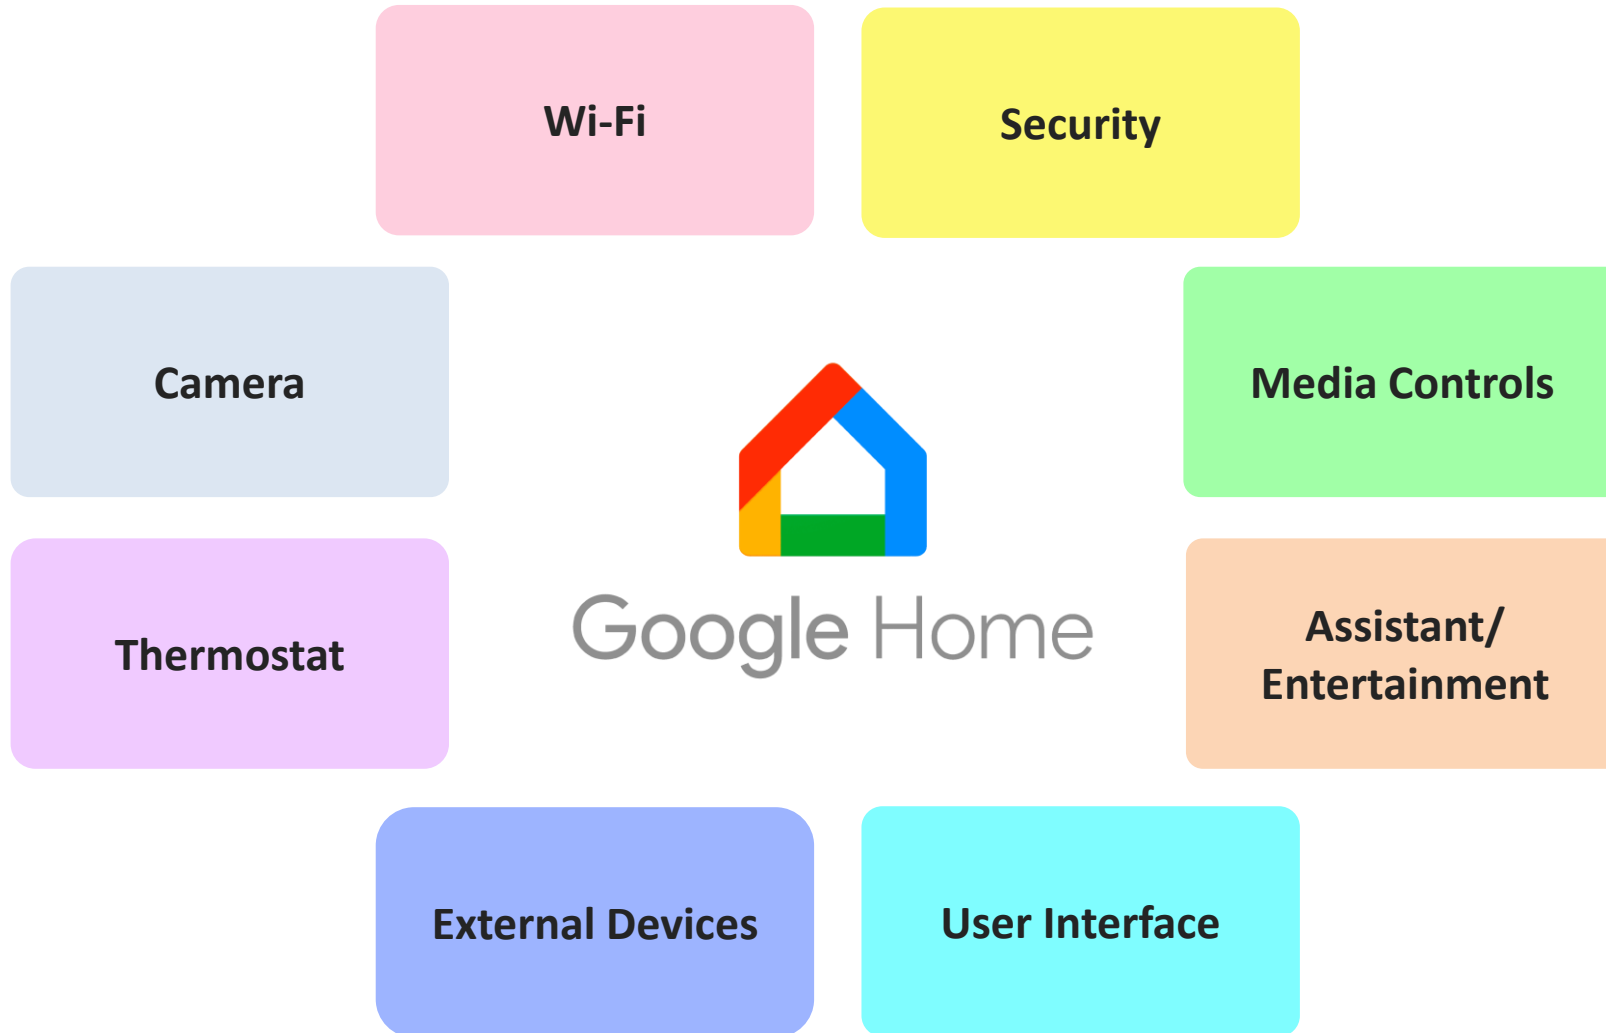 Wi-Fi
Security
Camera
Media Controls
Google Home
Thermostat
Assistant/
Entertainment
External Devices
User Interface